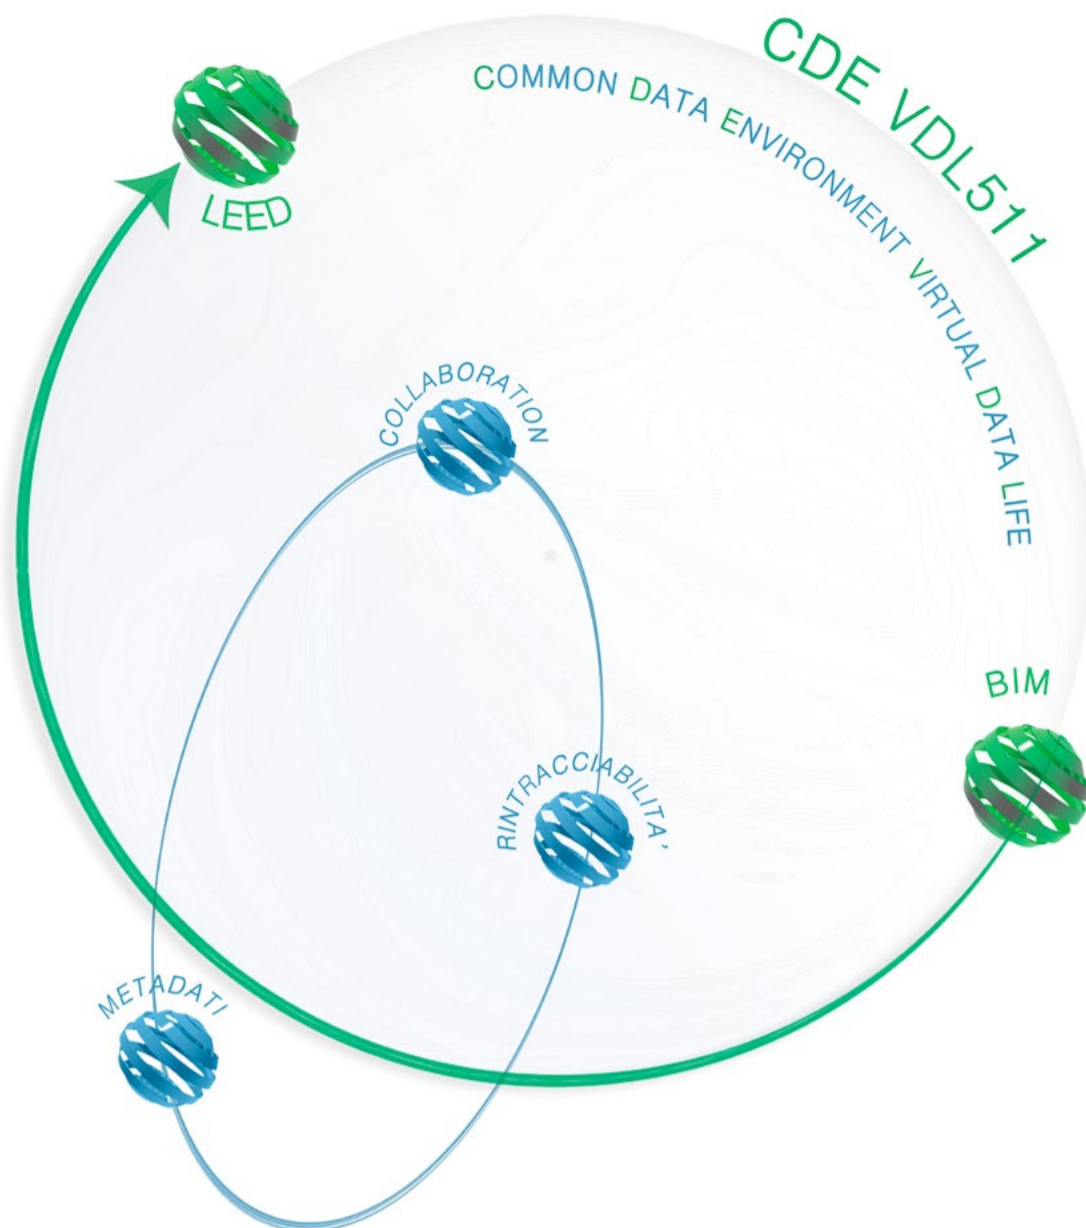 CDE VDL511
COMMON DATA ENVIRONMENT VIRTUAL DATA LIFE
LEED
COLLABORATION
BIM
RINTRACCIABILITA'
METADATI